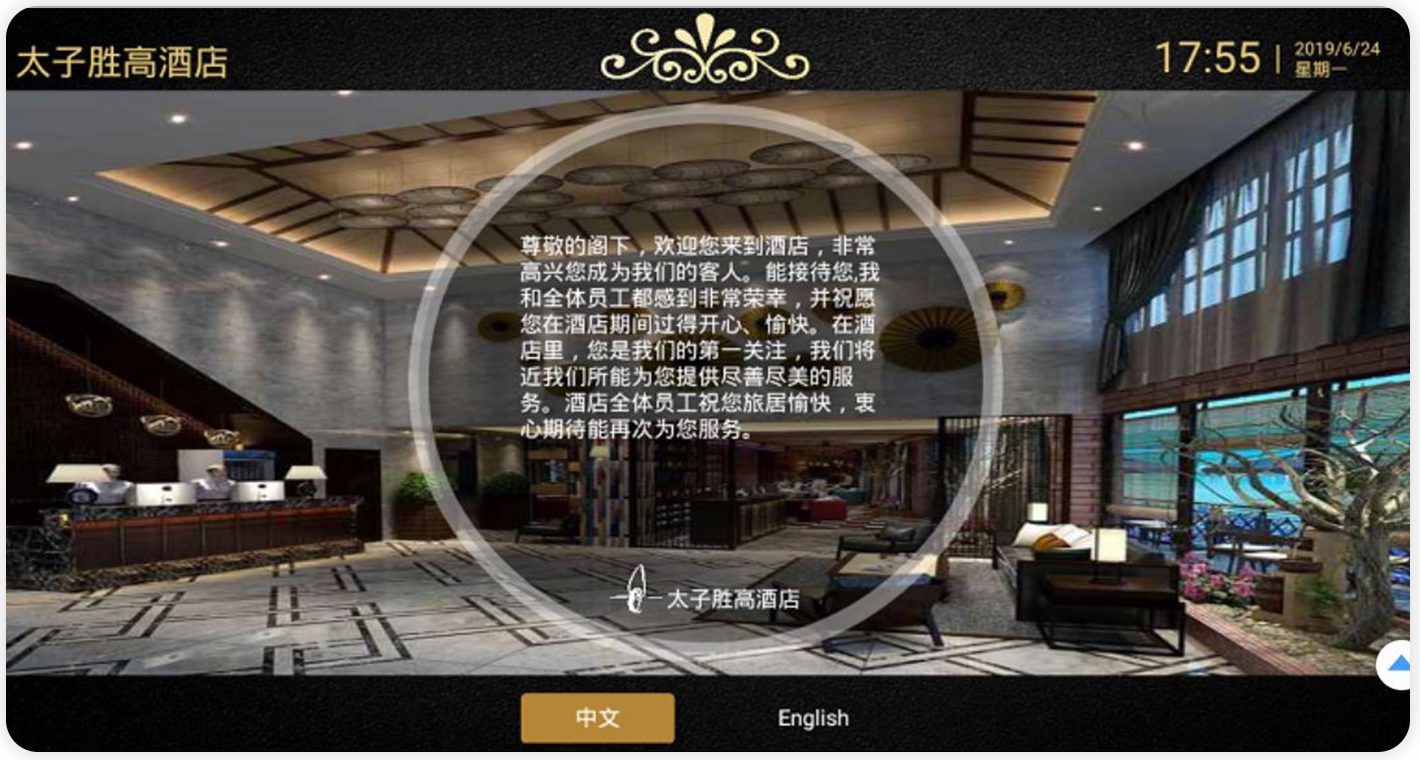 太子胜高酒店
17:55
2019/6/24
星期一
尊敬的阁下，欢迎您来到酒店，非常
高兴您成为我们的客人。能接待您,我
和全体员工都感到非常荣幸，并祝愿
您在酒店期间过得开心、愉快。在酒
店里，您是我们的第一关注，我们将
近我们所能为您提供尽善尽美的服
务。酒店全体员工祝您旅居愉快，衷
心期待能再次为您服务。
太子胜高酒店
中文
English